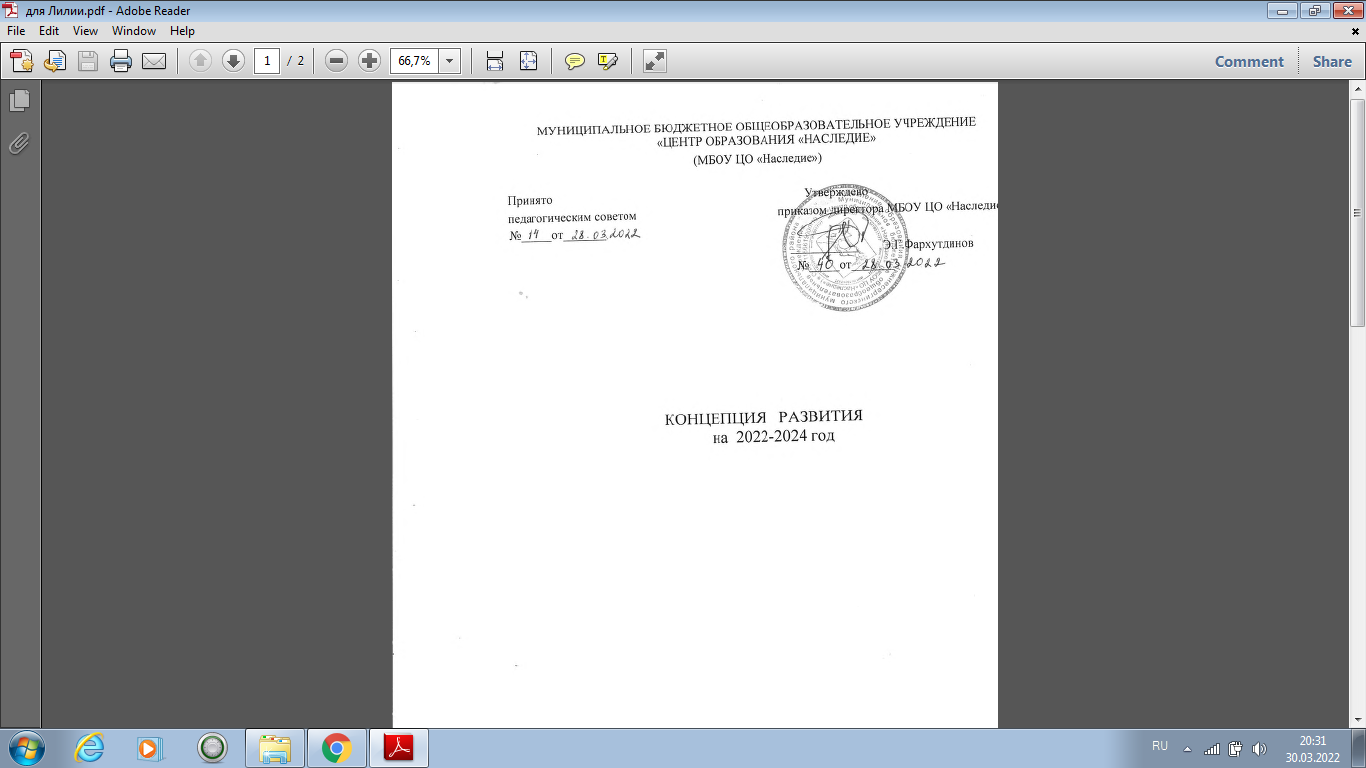 для Лилии.pdf - Adobe Reader
File Edit View Window Help
1 / 2 66,7% Comment Share
МУНИЦИПАЛЬНОЕ БЮДЖЕТНОЕ ОБЩЕОБРАЗОВАТЕЛЬНОЕ УЧРЕЖДЕНИЕ
«ЦЕНТР ОБРАЗОВАНИЯ «НАСЛЕДИЕ»
(МБОУ ЦО «Наследие»)
Принято
педагогическим советом
№ 14 от 28.03.2022
Утверждено
приказом директора МБОУ ЦО «Наследие
Э.Г.Фархутдинов
№ 40 от 28.03.2022
КОНЦЕПЦИЯ РАЗВИТИЯ
на 2022-2024 год
RU
20:31
30.03.2022